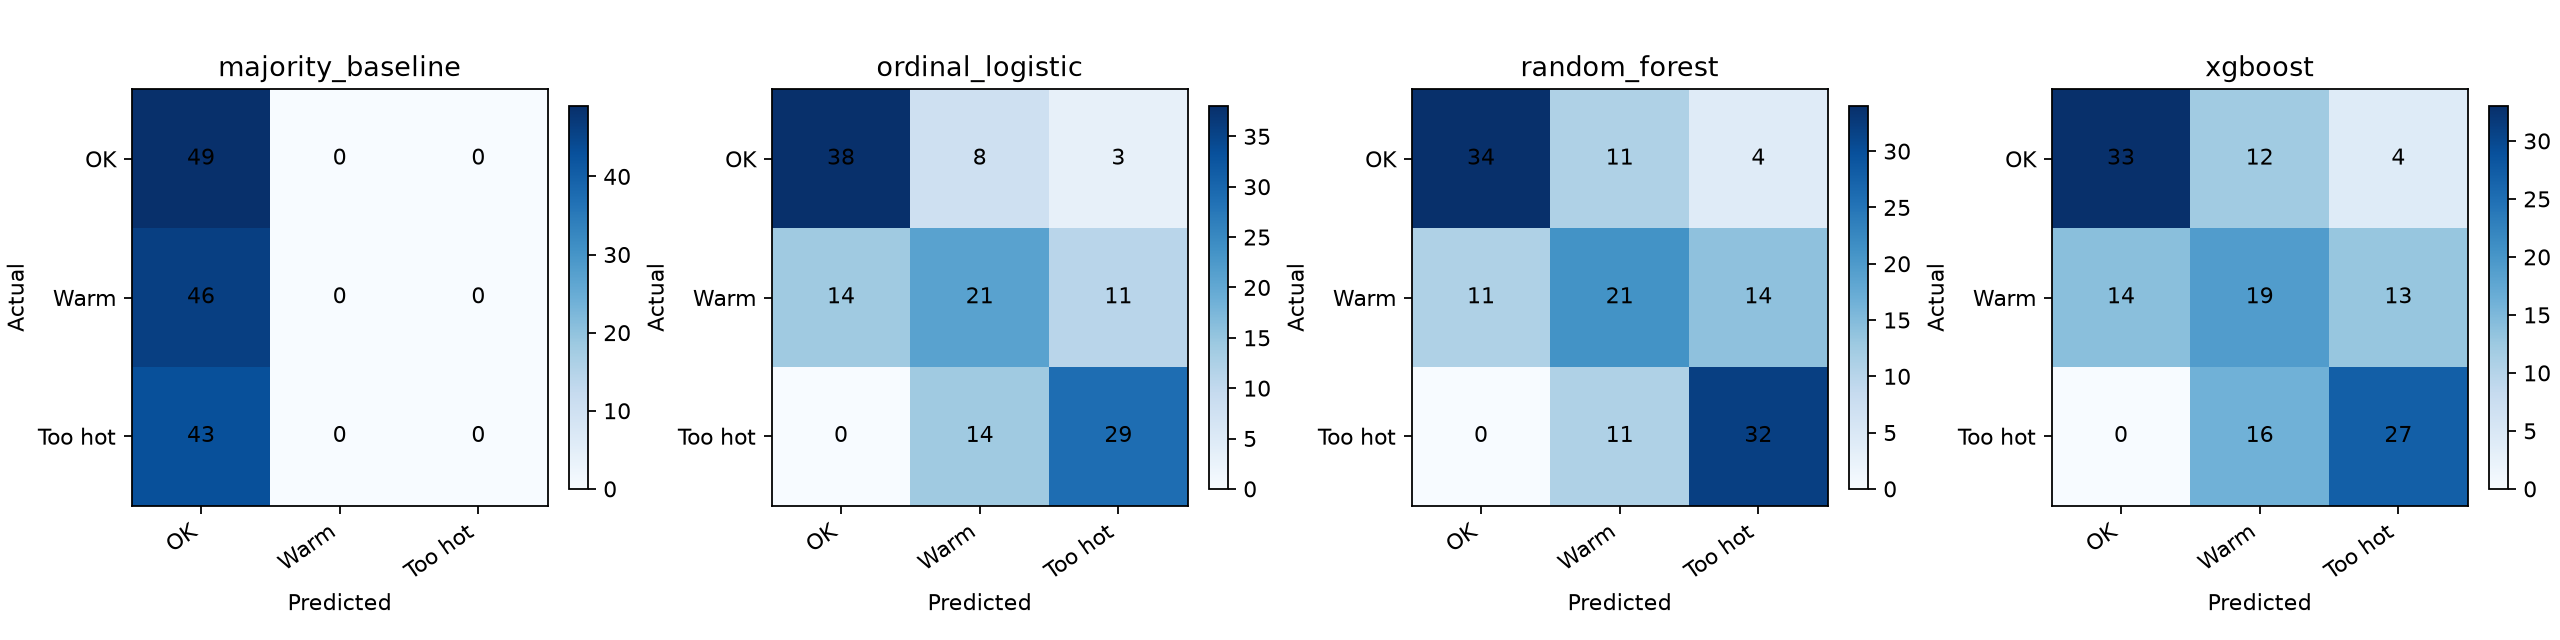 majority_baseline
Actual
OK
Warm
Too hot
49 0 0
46 0 0
43 0 0
OK Warm Too hot
Predicted
40
30
20
10
0
ordinal_logistic
Actual
OK
Warm
Too hot
38 8 3
14 21 11
0 14 29
OK Warm Too hot
Predicted
35
30
25
20
15
10
5
0
random_forest
Actual
OK
Warm
Too hot
34 11 4
11 21 14
0 11 32
OK Warm Too hot
Predicted
30
25
20
15
10
5
0
xgboost
Actual
OK
Warm
Too hot
33 12 4
14 19 13
0 16 27
OK Warm Too hot
Predicted
30
25
20
15
10
5
0